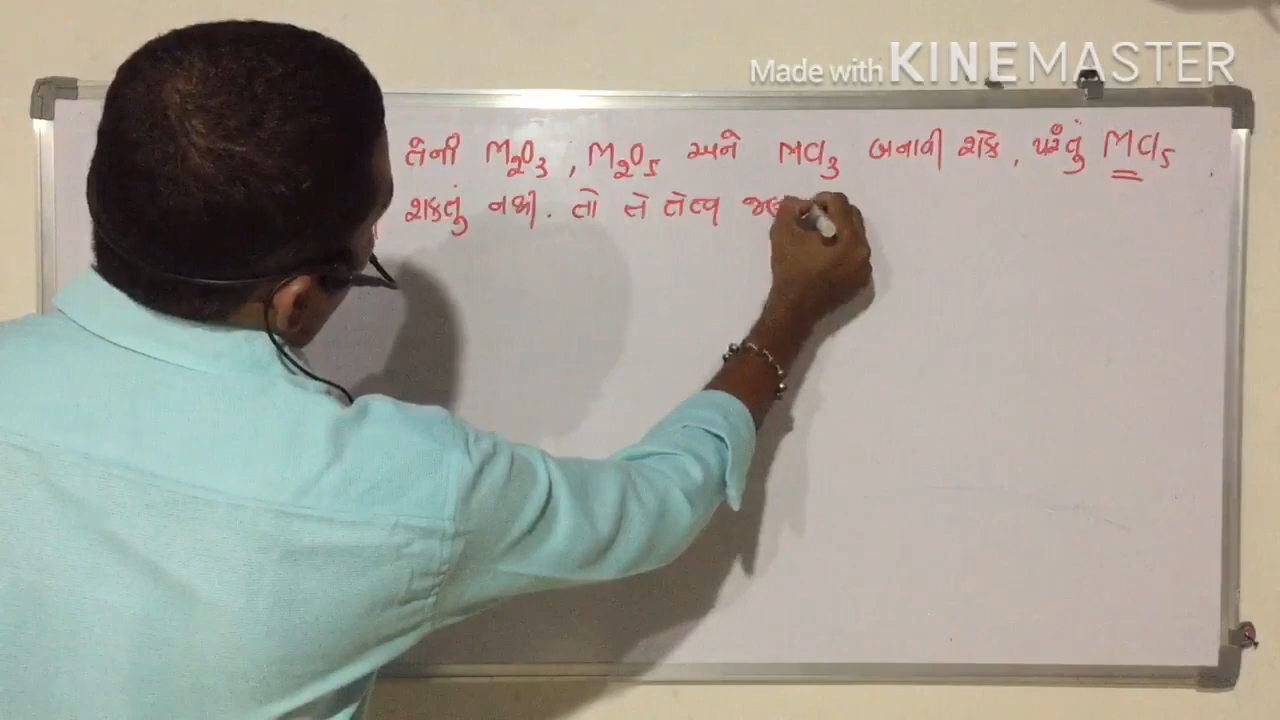 Made with KINEMASTER
તેની M₂O₃, M₂O₅ અને MCl₃ બનાવી શકે, પરંતુ MCl₅
શકતું નથી. તો તે તત્વ